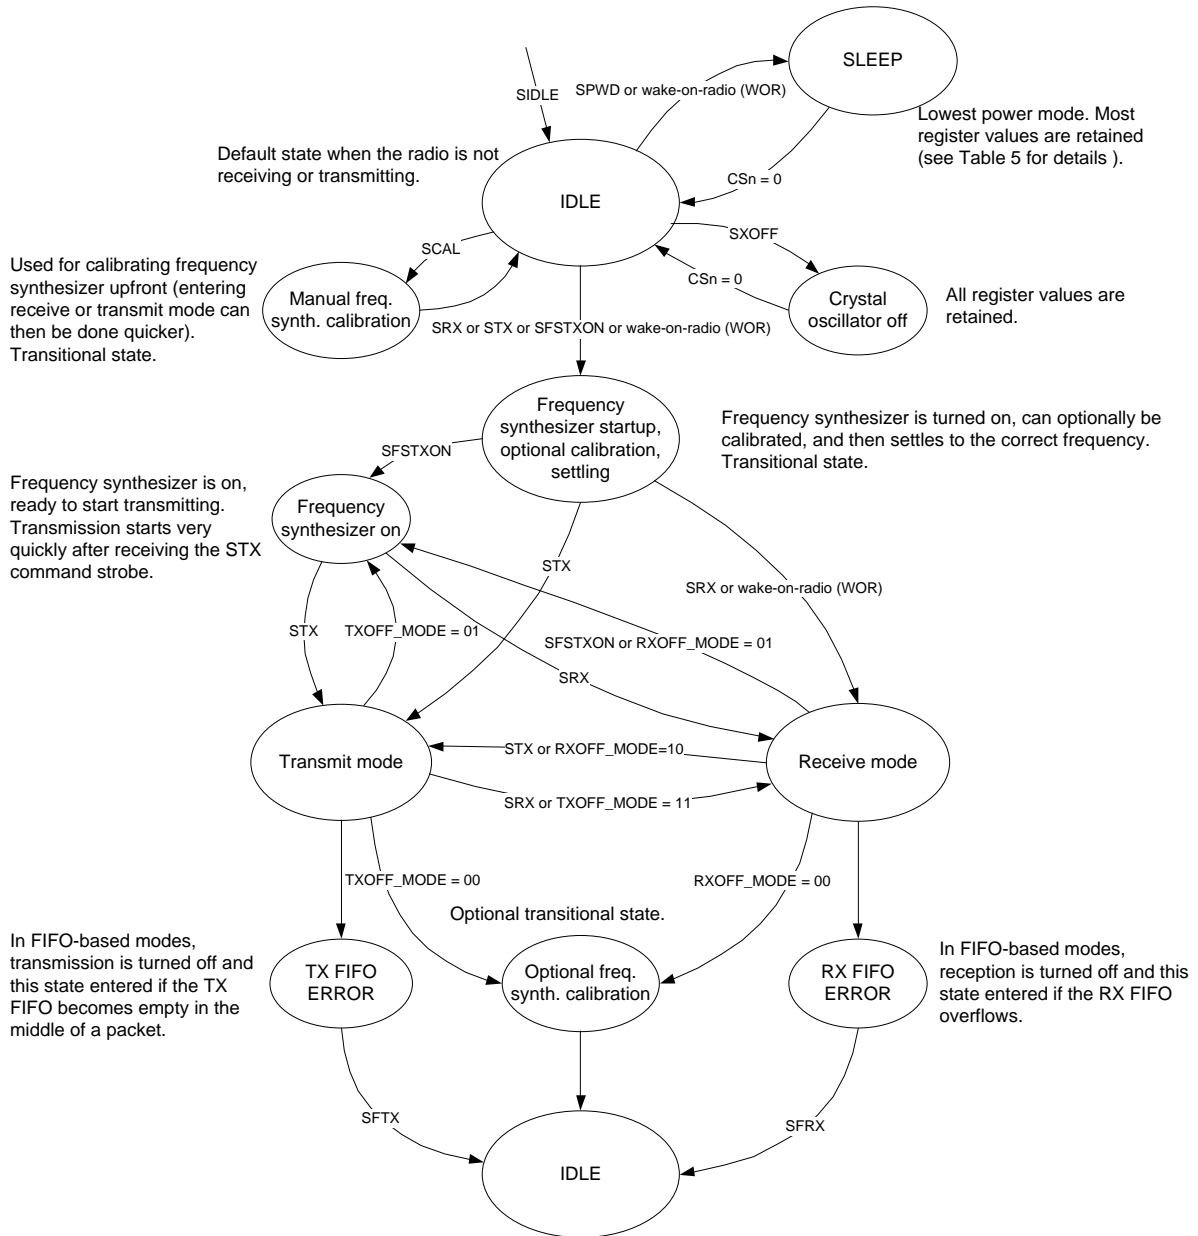 SLEEP
SIDLE
SPWD or wake-on-radio (WOR)
Lowest power mode. Most
register values are retained
(see Table 5 for details ).
Default state when the radio is not
receiving or transmitting.
CSn = 0
IDLE
SXOFF
SCAL
CSn = 0
Used for calibrating frequency
synthesizer upfront (entering
receive or transmit mode can
then be done quicker).
Transitional state.
Manual freq.
synth. calibration
Crystal
oscillator off
All register values are
retained.
SRX or STX or SFSTXON or wake-on-radio (WOR)
Frequency
synthesizer startup,
optional calibration,
settling
Frequency synthesizer is turned on, can optionally be
calibrated, and then settles to the correct frequency.
Transitional state.
SFSTXON
Frequency synthesizer is on,
ready to start transmitting.
Transmission starts very
quickly after receiving the STX
command strobe.
Frequency
synthesizer on
STX
SRX or wake-on-radio (WOR)
STX
TXOFF_MODE = 01
SFSTXON or RXOFF_MODE = 01
SRX
Transmit mode
STX or RXOFF_MODE=10
Receive mode
SRX or TXOFF_MODE = 11
TXOFF_MODE = 00
RXOFF_MODE = 00
Optional transitional state.
In FIFO-based modes,
transmission is turned off and
this state entered if the TX
FIFO becomes empty in the
middle of a packet.
TX FIFO
ERROR
Optional freq.
synth. calibration
RX FIFO
ERROR
In FIFO-based modes,
reception is turned off and this
state entered if the RX FIFO
overflows.
SFTX
SFRX
IDLE